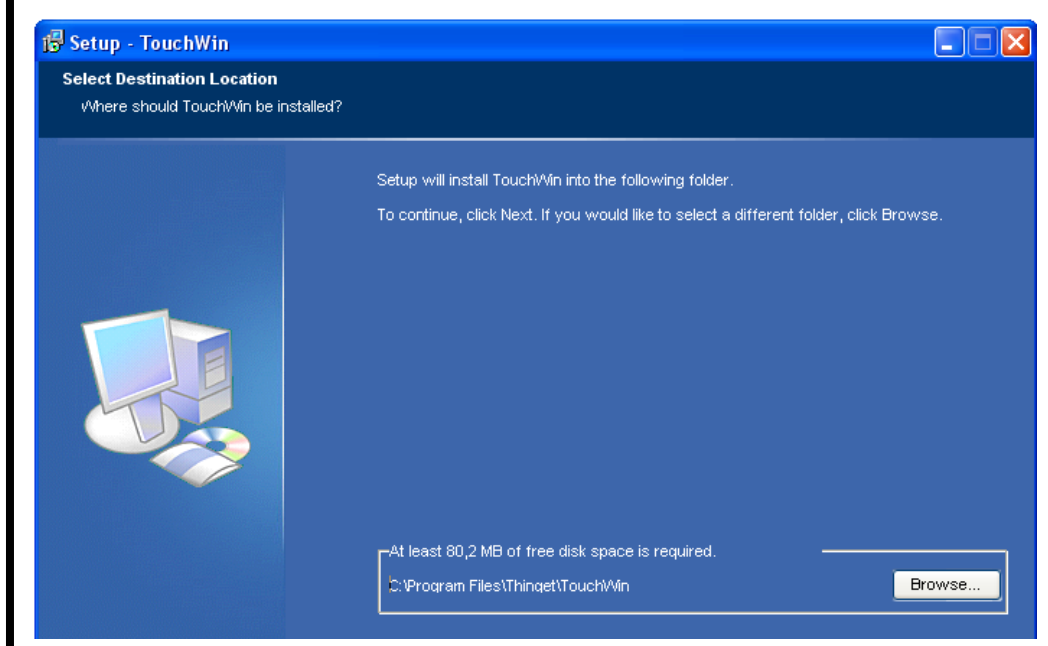 Setup - TouchWin
Select Destination Location
Where should TouchWin be installed?
Setup will install TouchWin into the following folder.
To continue, click Next. If you would like to select a different folder, click Browse.
At least 80,2 MB of free disk space is required.
C:\Program Files\Thinget\TouchWin
Browse...